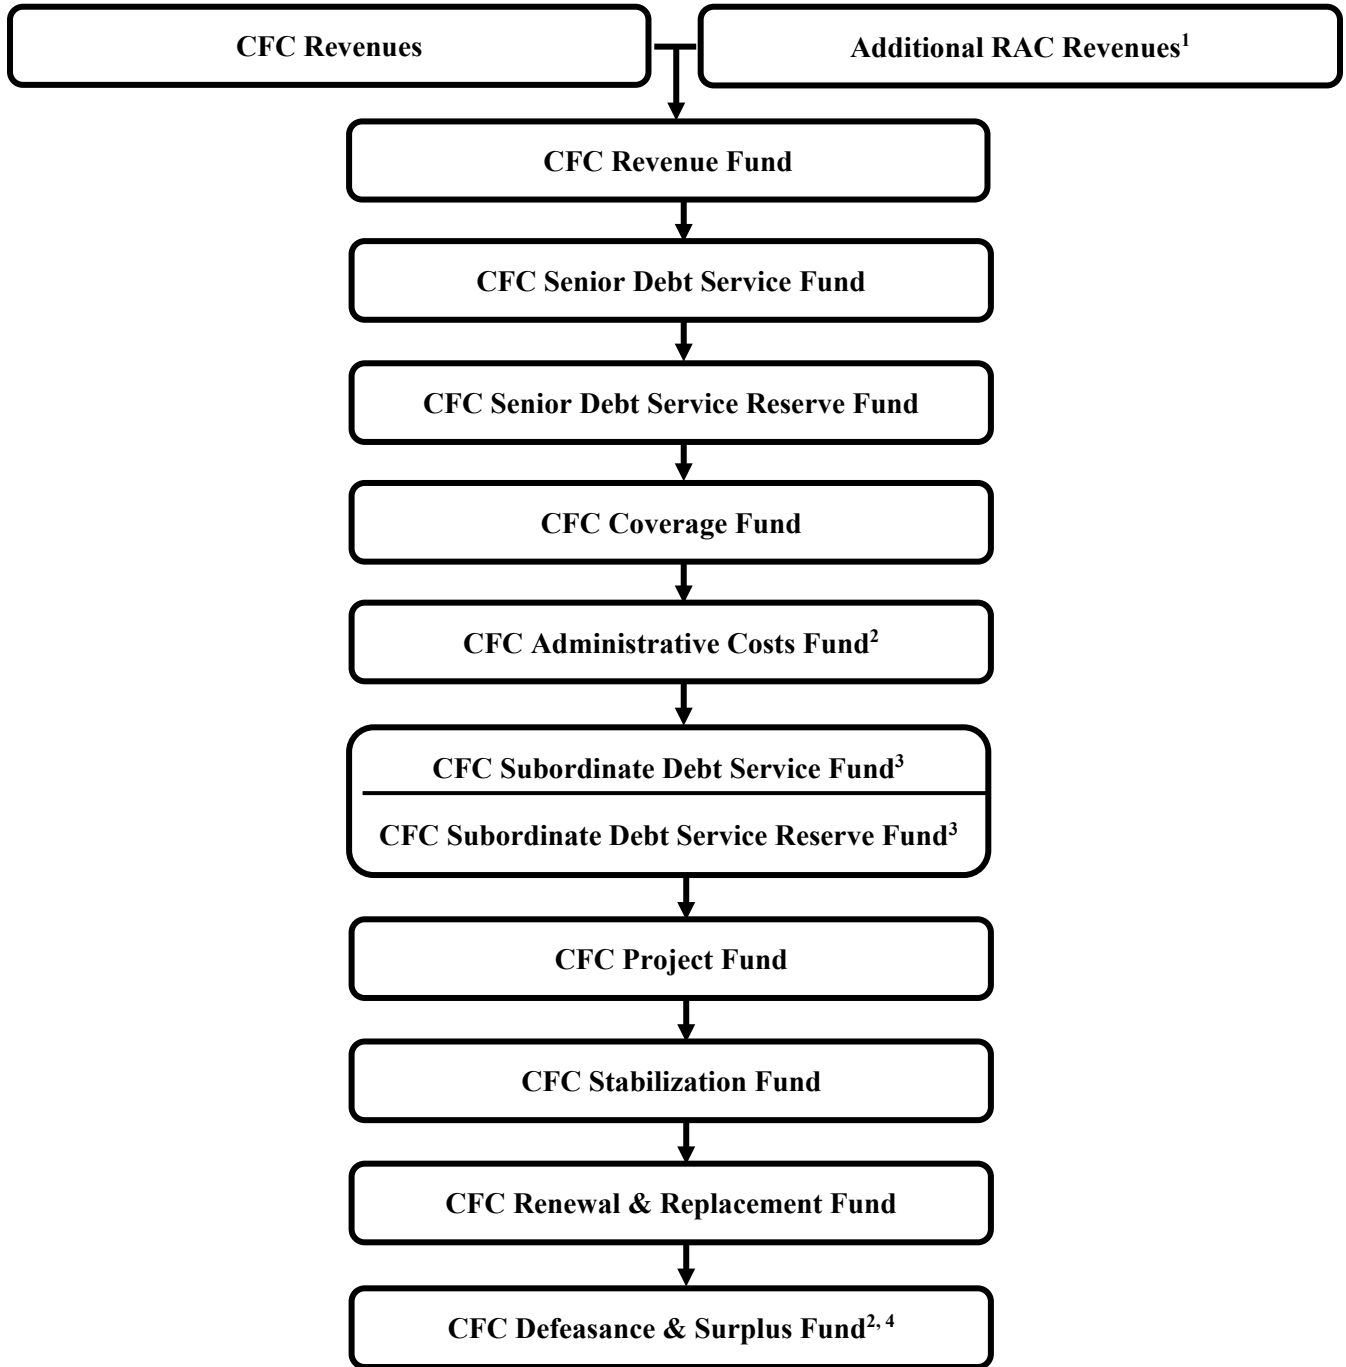 CFC Revenues
Additional RAC Revenues¹
CFC Revenue Fund
CFC Senior Debt Service Fund
CFC Senior Debt Service Reserve Fund
CFC Coverage Fund
CFC Administrative Costs Fund²
CFC Subordinate Debt Service Fund³
CFC Subordinate Debt Service Reserve Fund³
CFC Project Fund
CFC Stabilization Fund
CFC Renewal & Replacement Fund
CFC Defeasance & Surplus Fund²,⁴